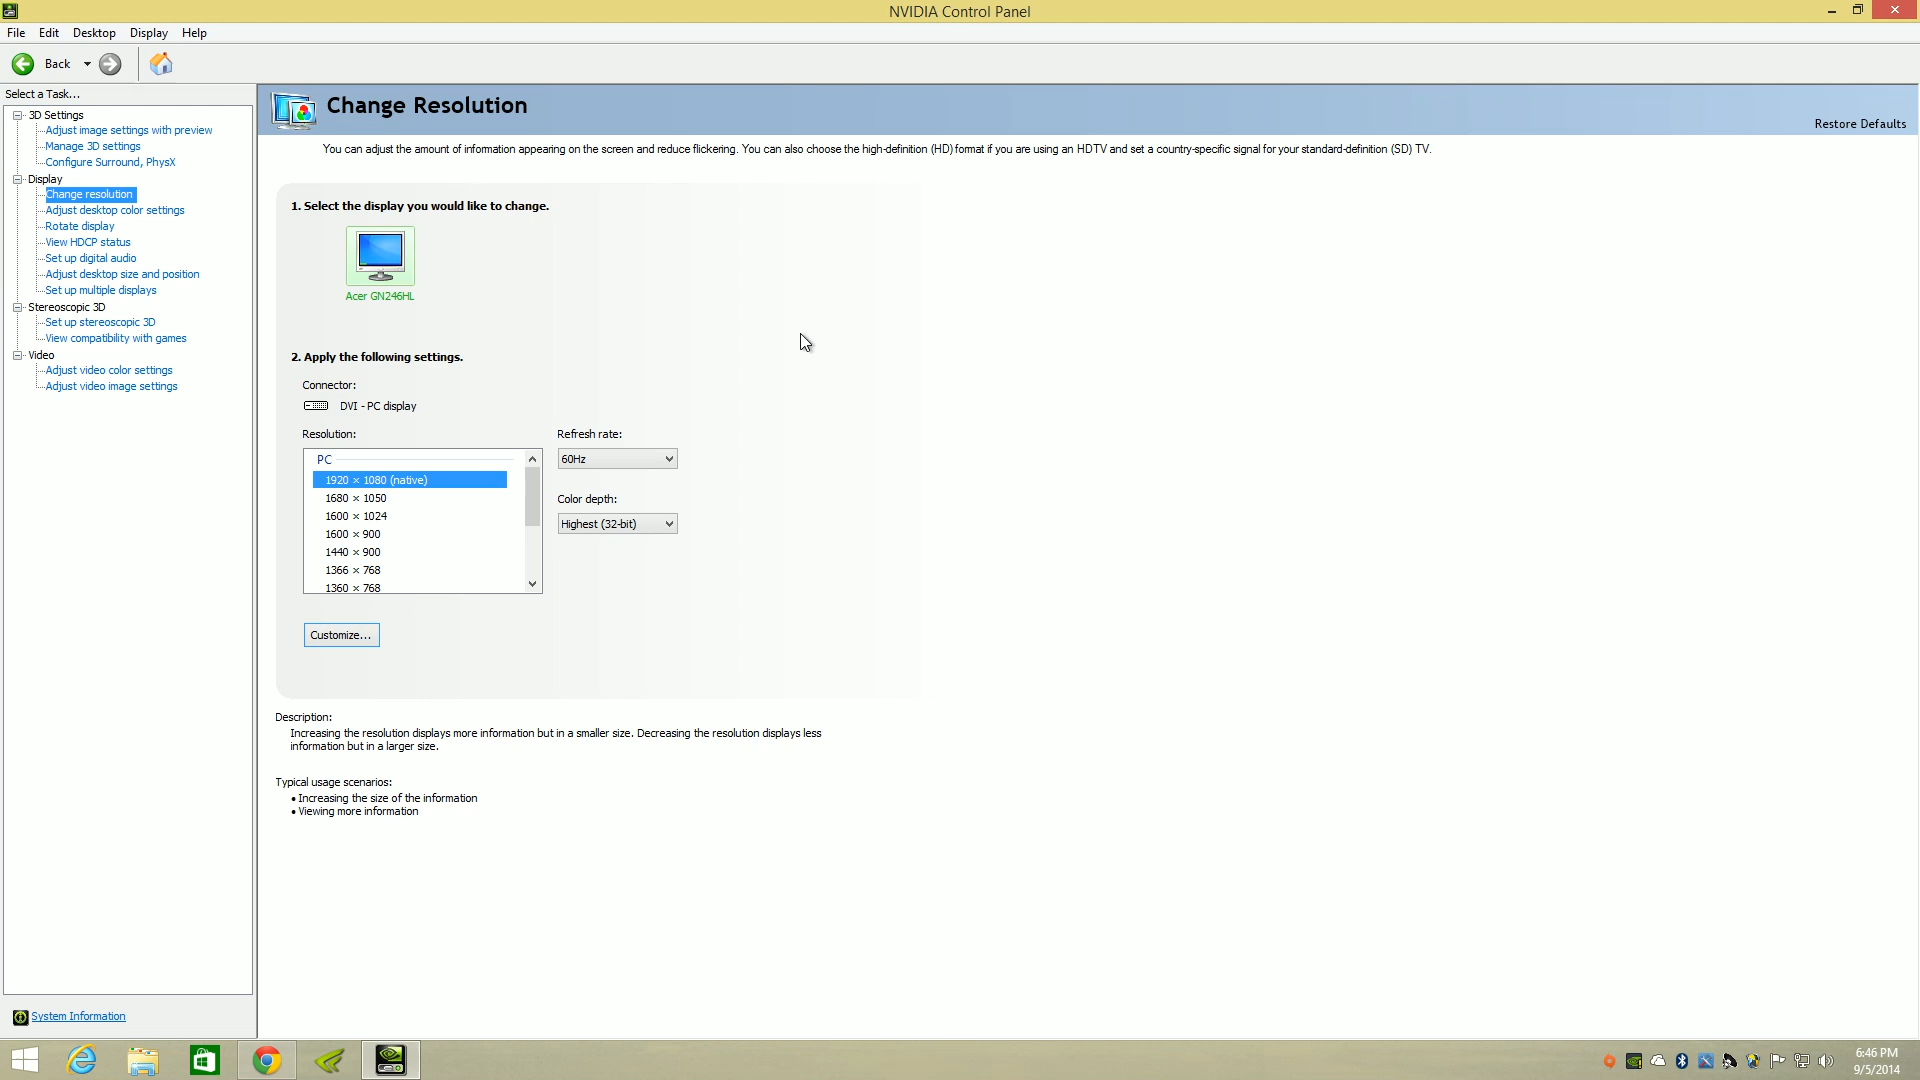 NVIDIA Control Panel
File Edit Desktop Display Help
Back
Select a Task...
3D Settings
Adjust image settings with preview
Manage 3D settings
Configure Surround, PhysX
Display
Change resolution
Adjust desktop color settings
Rotate display
View HDCP status
Set up digital audio
Adjust desktop size and position
Set up multiple displays
Stereoscopic 3D
Set up stereoscopic 3D
View compatibility with games
Video
Adjust video color settings
Adjust video image settings
System Information
Change Resolution
Restore Defaults
You can adjust the amount of information appearing on the screen and reduce flickering. You can also choose the high-definition (HD) format if you are using an HDTV and set a country-specific signal for your standard-definition (SD) TV.
1. Select the display you would like to change.
Acer GN246HL
2. Apply the following settings.
Connector:
DVI - PC display
Resolution:
PC
1920 × 1080 (native)
1680 × 1050
1600 × 1024
1600 × 900
1440 × 900
1366 × 768
1360 × 768
Refresh rate:
60Hz
Color depth:
Highest (32-bit)
Customize...
Description:
Increasing the resolution displays more information but in a smaller size. Decreasing the resolution displays less
information but in a larger size.
Typical usage scenarios:
• Increasing the size of the information
• Viewing more information
6:46 PM
9/5/2014